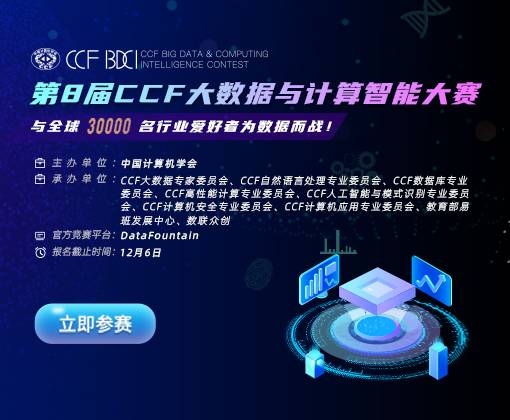 CCF BDCI CCF BIG DATA & COMPUTING
INTELLIGENCE CONTEST
第8届CCF大数据与计算智能大赛
与全球 30000 名行业爱好者为数据而战！
主办单位：中国计算机学会
承办单位：CCF大数据专家委员会、CCF自然语言处理专业委员会、CCF数据库专业
委员会、CCF高性能计算专业委员会、CCF人工智能与模式识别专业委员
会、CCF计算机安全专业委员会、CCF计算机应用专业委员会、教育部易
班发展中心、数联众创
官方竞赛平台：DataFountain
报名截止时间：12月6日
立即参赛